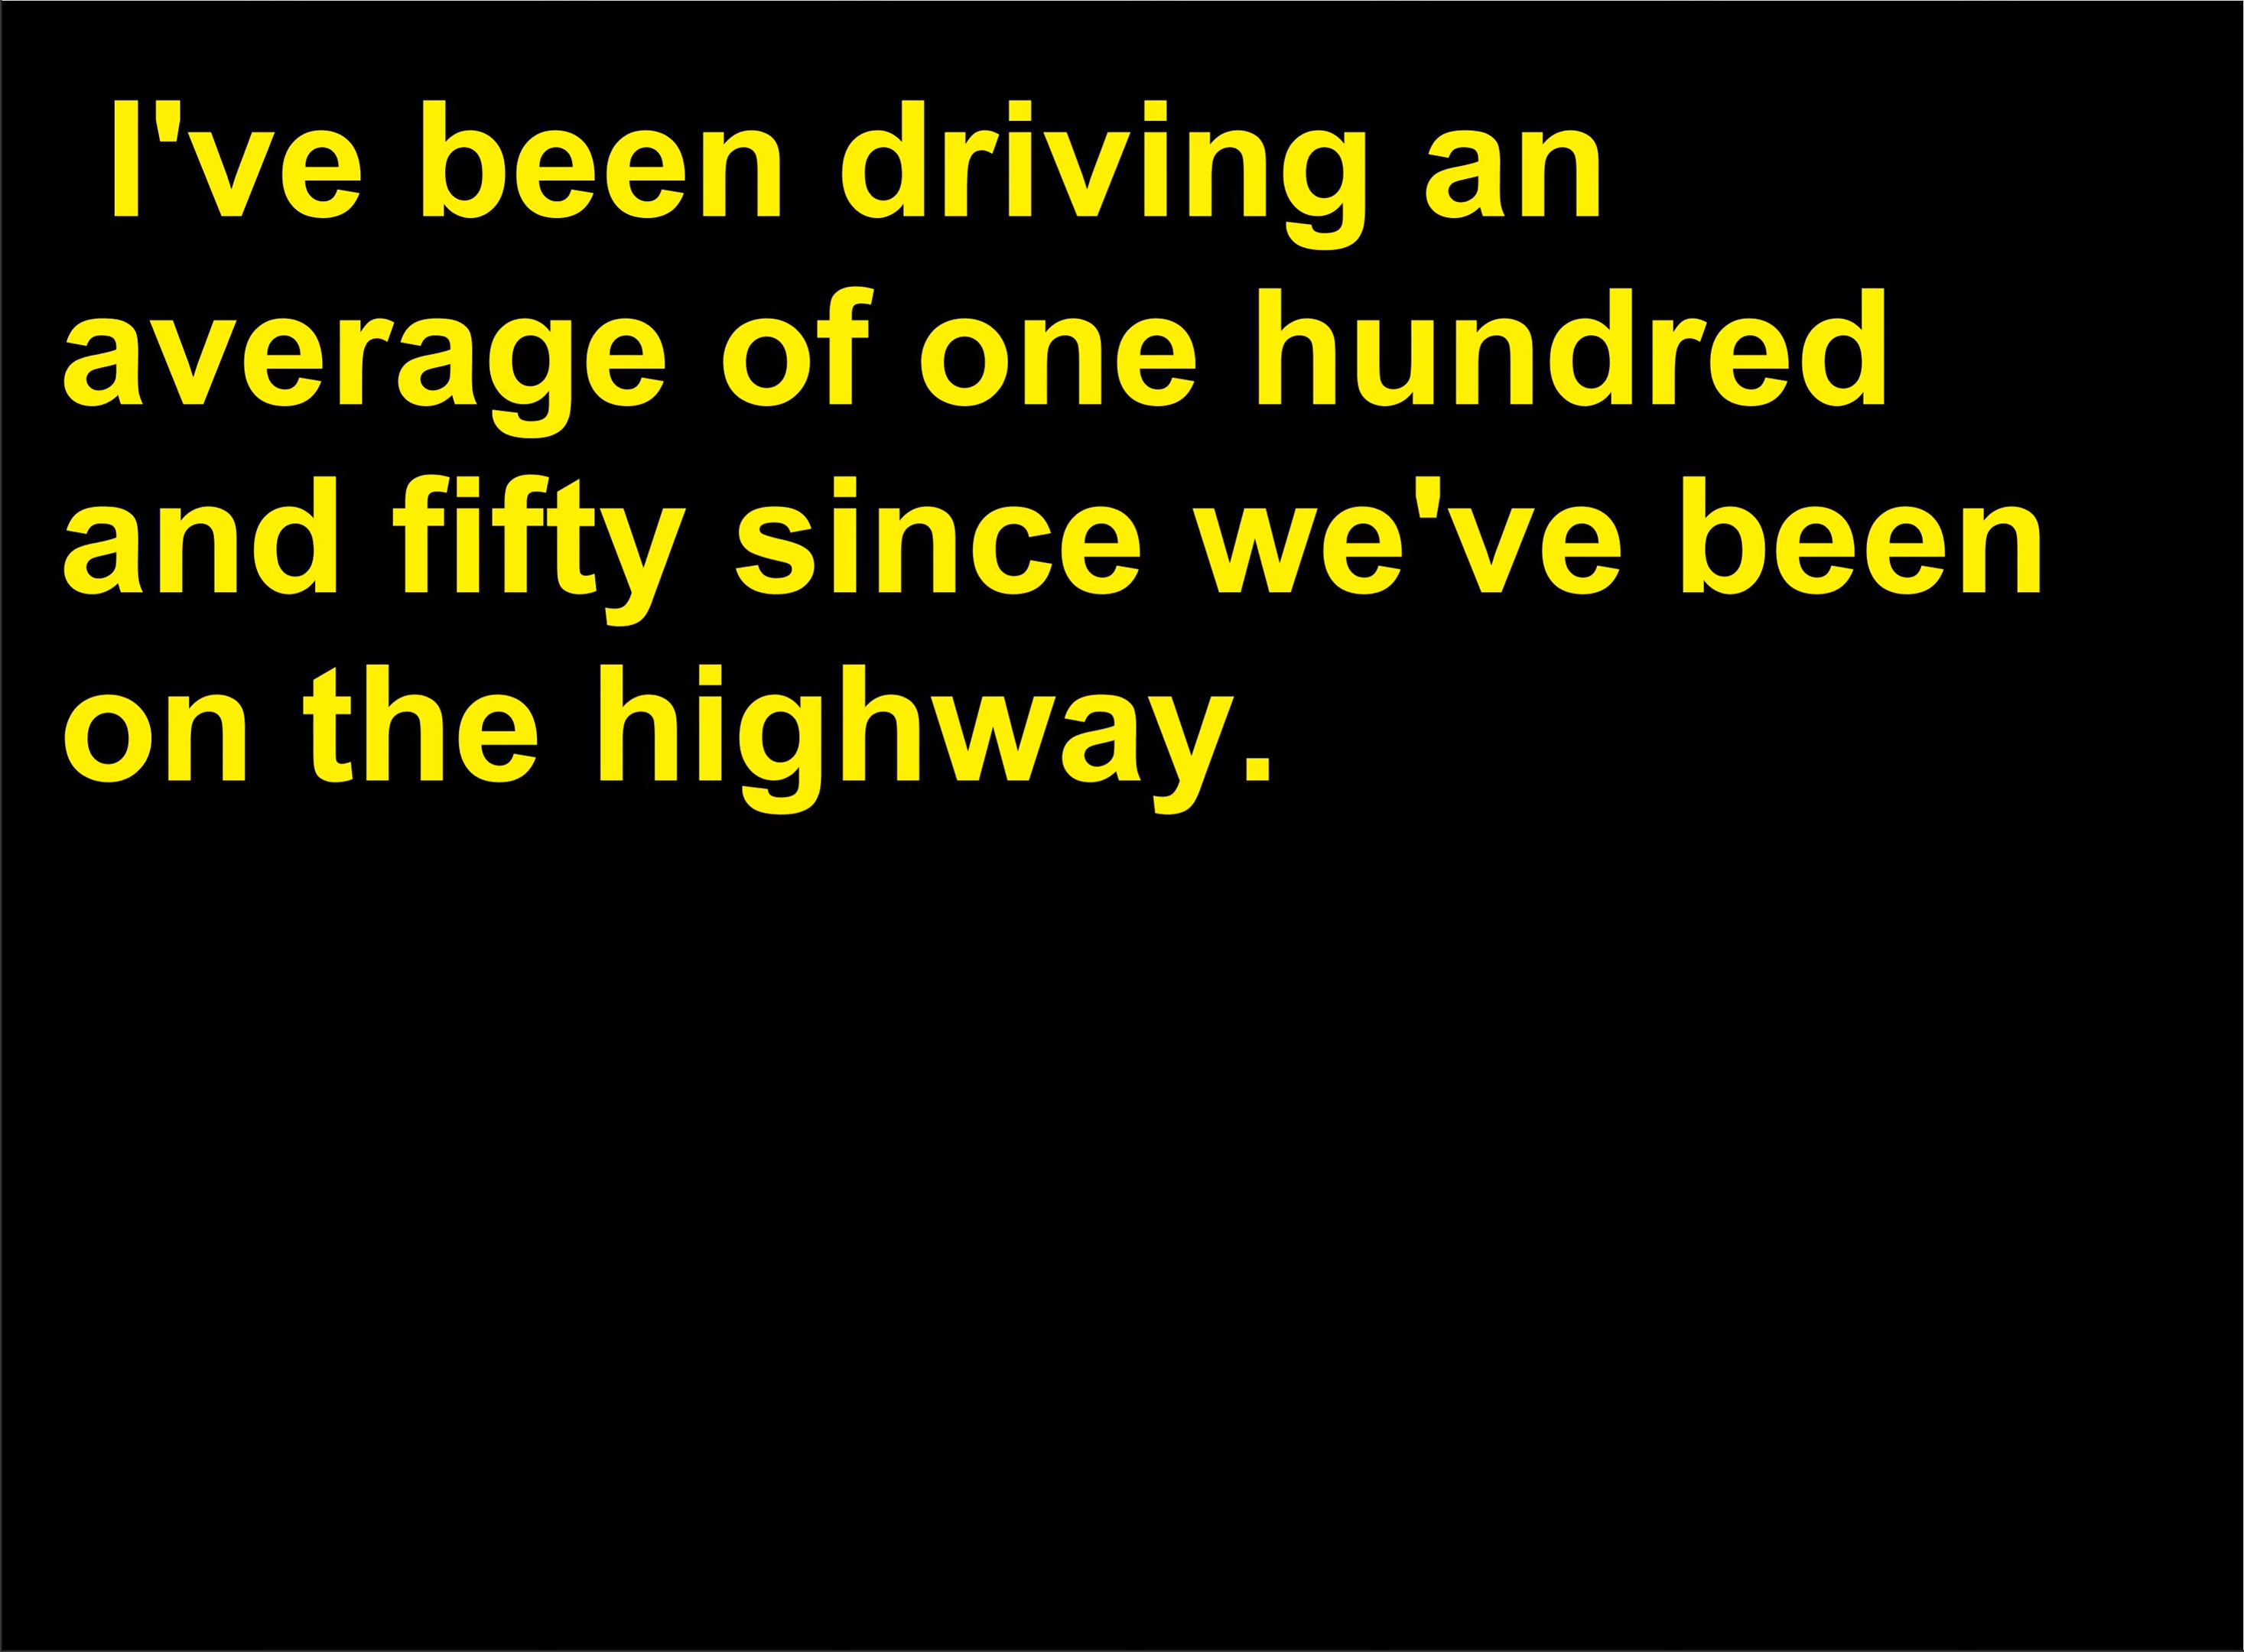 I've been driving an
average of one hundred
and fifty since we've been
on the highway.